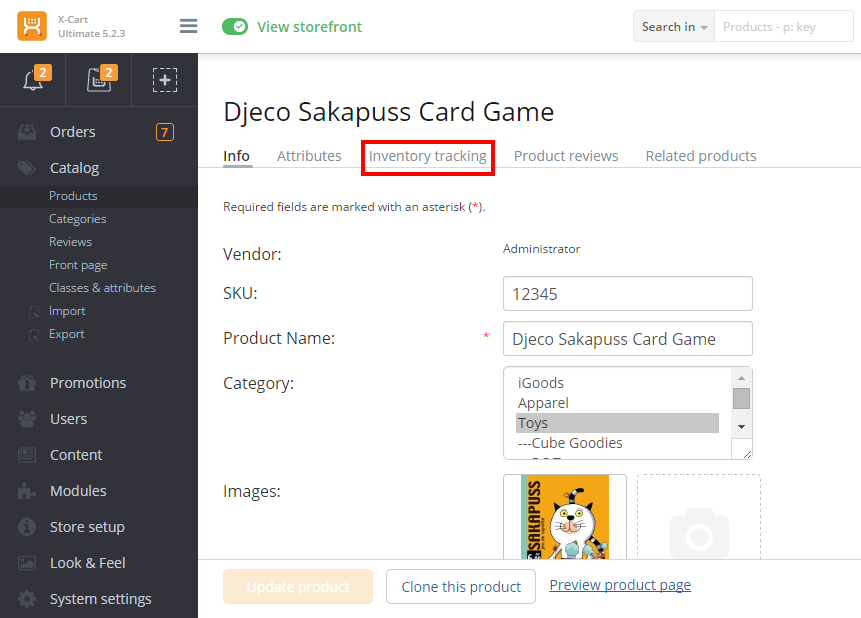 X-Cart
Ultimate 5.2.3
View storefront
Search in
Products - p: key
2
2
Orders 7
Catalog
Products
Categories
Reviews
Front page
Classes & attributes
Import
Export
Promotions
Users
Content
Modules
Store setup
Look & Feel
System settings
Djeco Sakapuss Card Game
Info Attributes Inventory tracking Product reviews Related products
Required fields are marked with an asterisk (*).
Vendor: Administrator
SKU: 12345
Product Name: * Djeco Sakapuss Card Game
Category: iGoods
Apparel
Toys
---Cube Goodies
Images:
SAKAPUSS
Update product Clone this product Preview product page